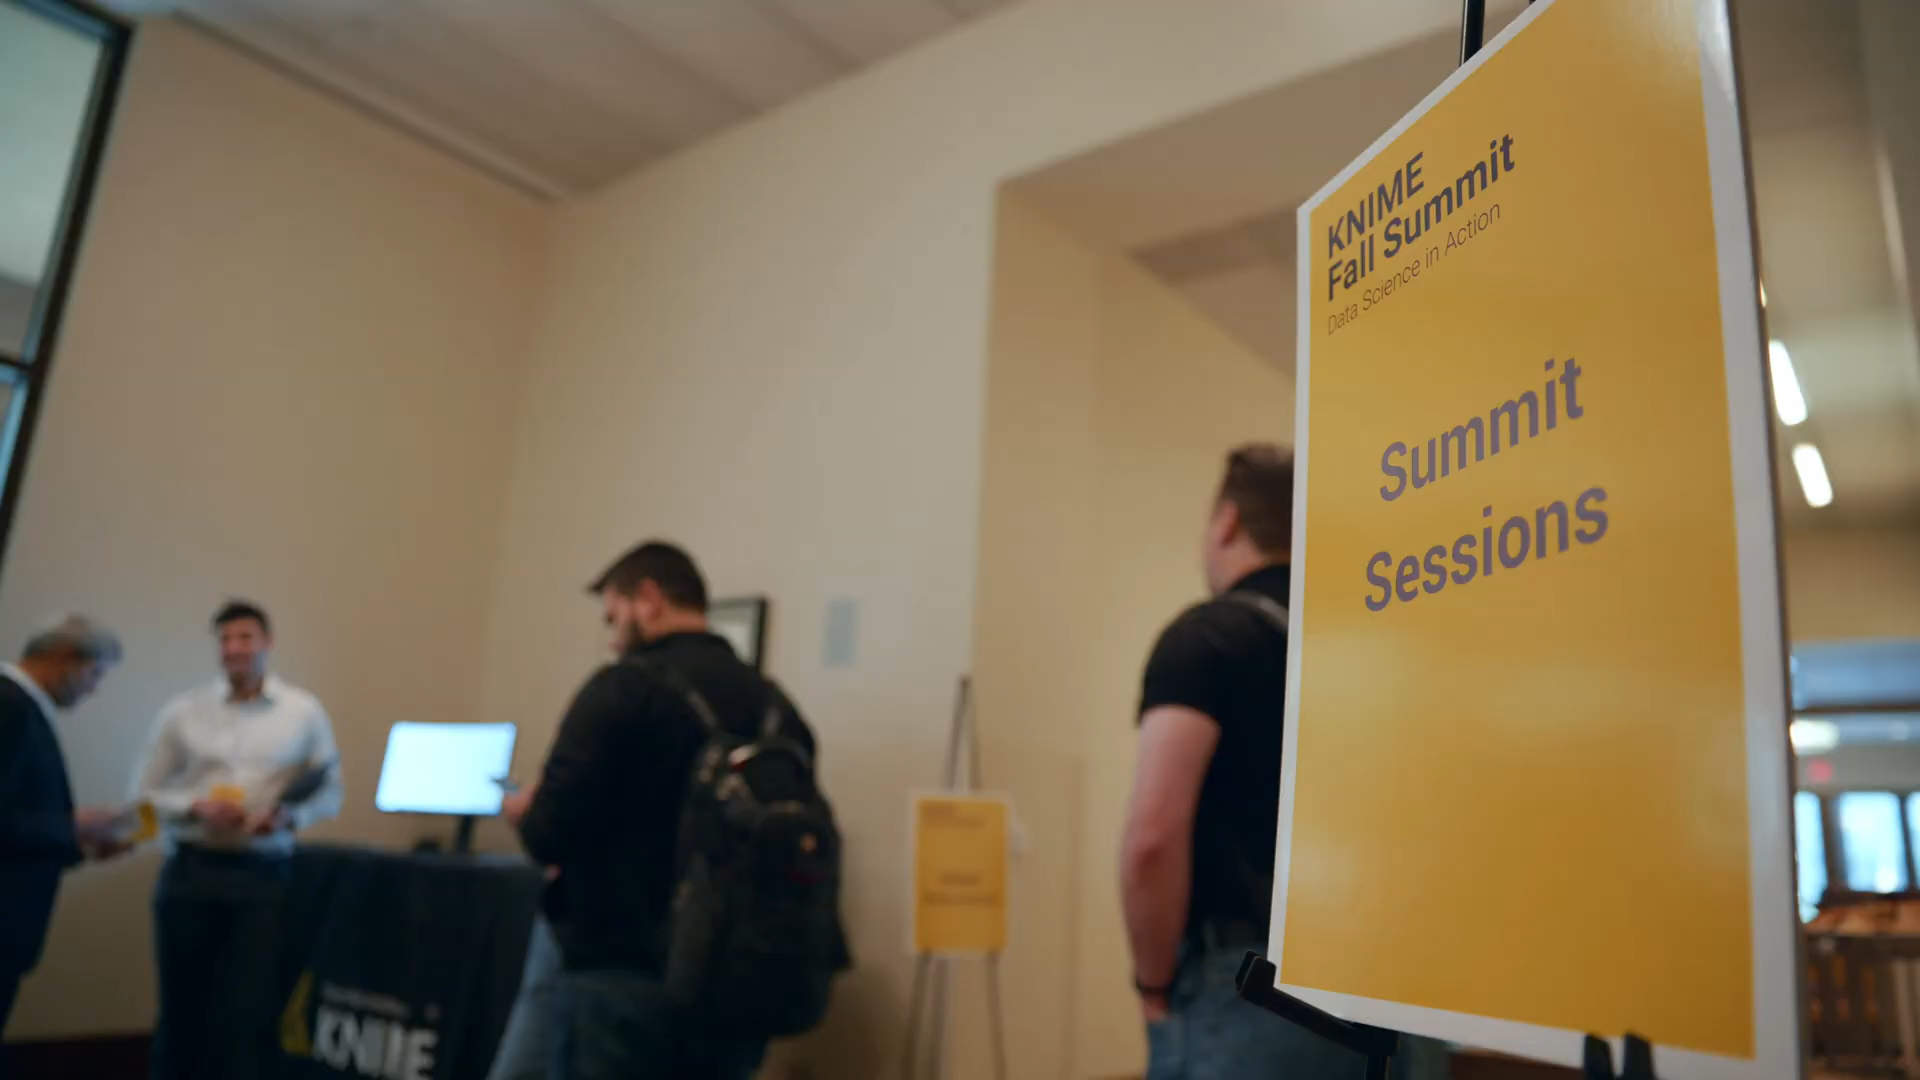 KNIME
Fall Summit
Data Science in Action
Summit
Sessions
KNIME